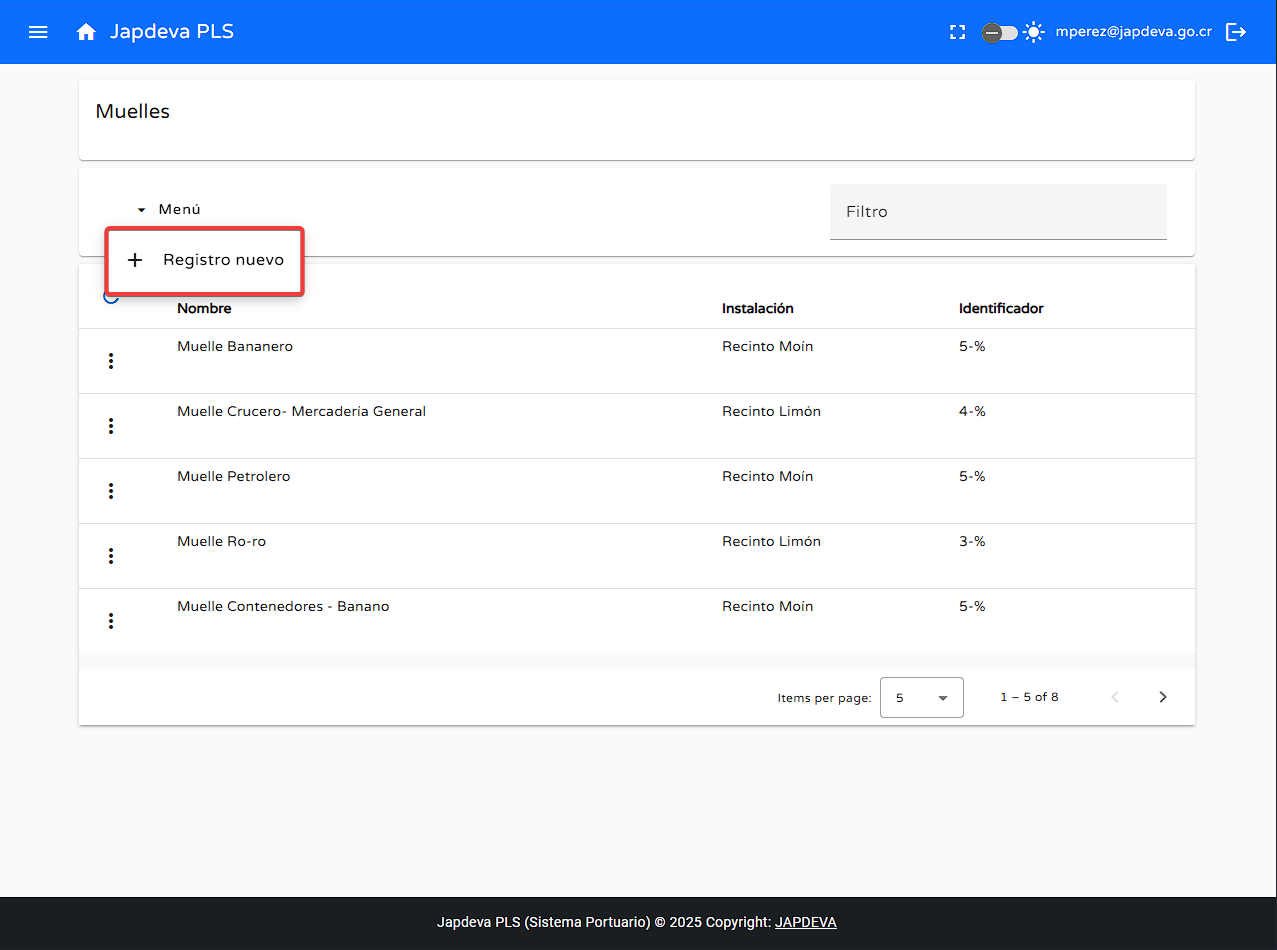 Japdeva PLS
mperez@japdeva.go.cr
Muelles
Menú
Filtro
Registro nuevo
Nombre Instalación Identificador
Muelle Bananero Recinto Moín 5-%
Muelle Crucero- Mercadería General Recinto Limón 4-%
Muelle Petrolero Recinto Moín 5-%
Muelle Ro-ro Recinto Limón 3-%
Muelle Contenedores - Banano Recinto Moín 5-%
Items per page: 5 1 – 5 of 8
Japdeva PLS (Sistema Portuario) © 2025 Copyright: JAPDEVA